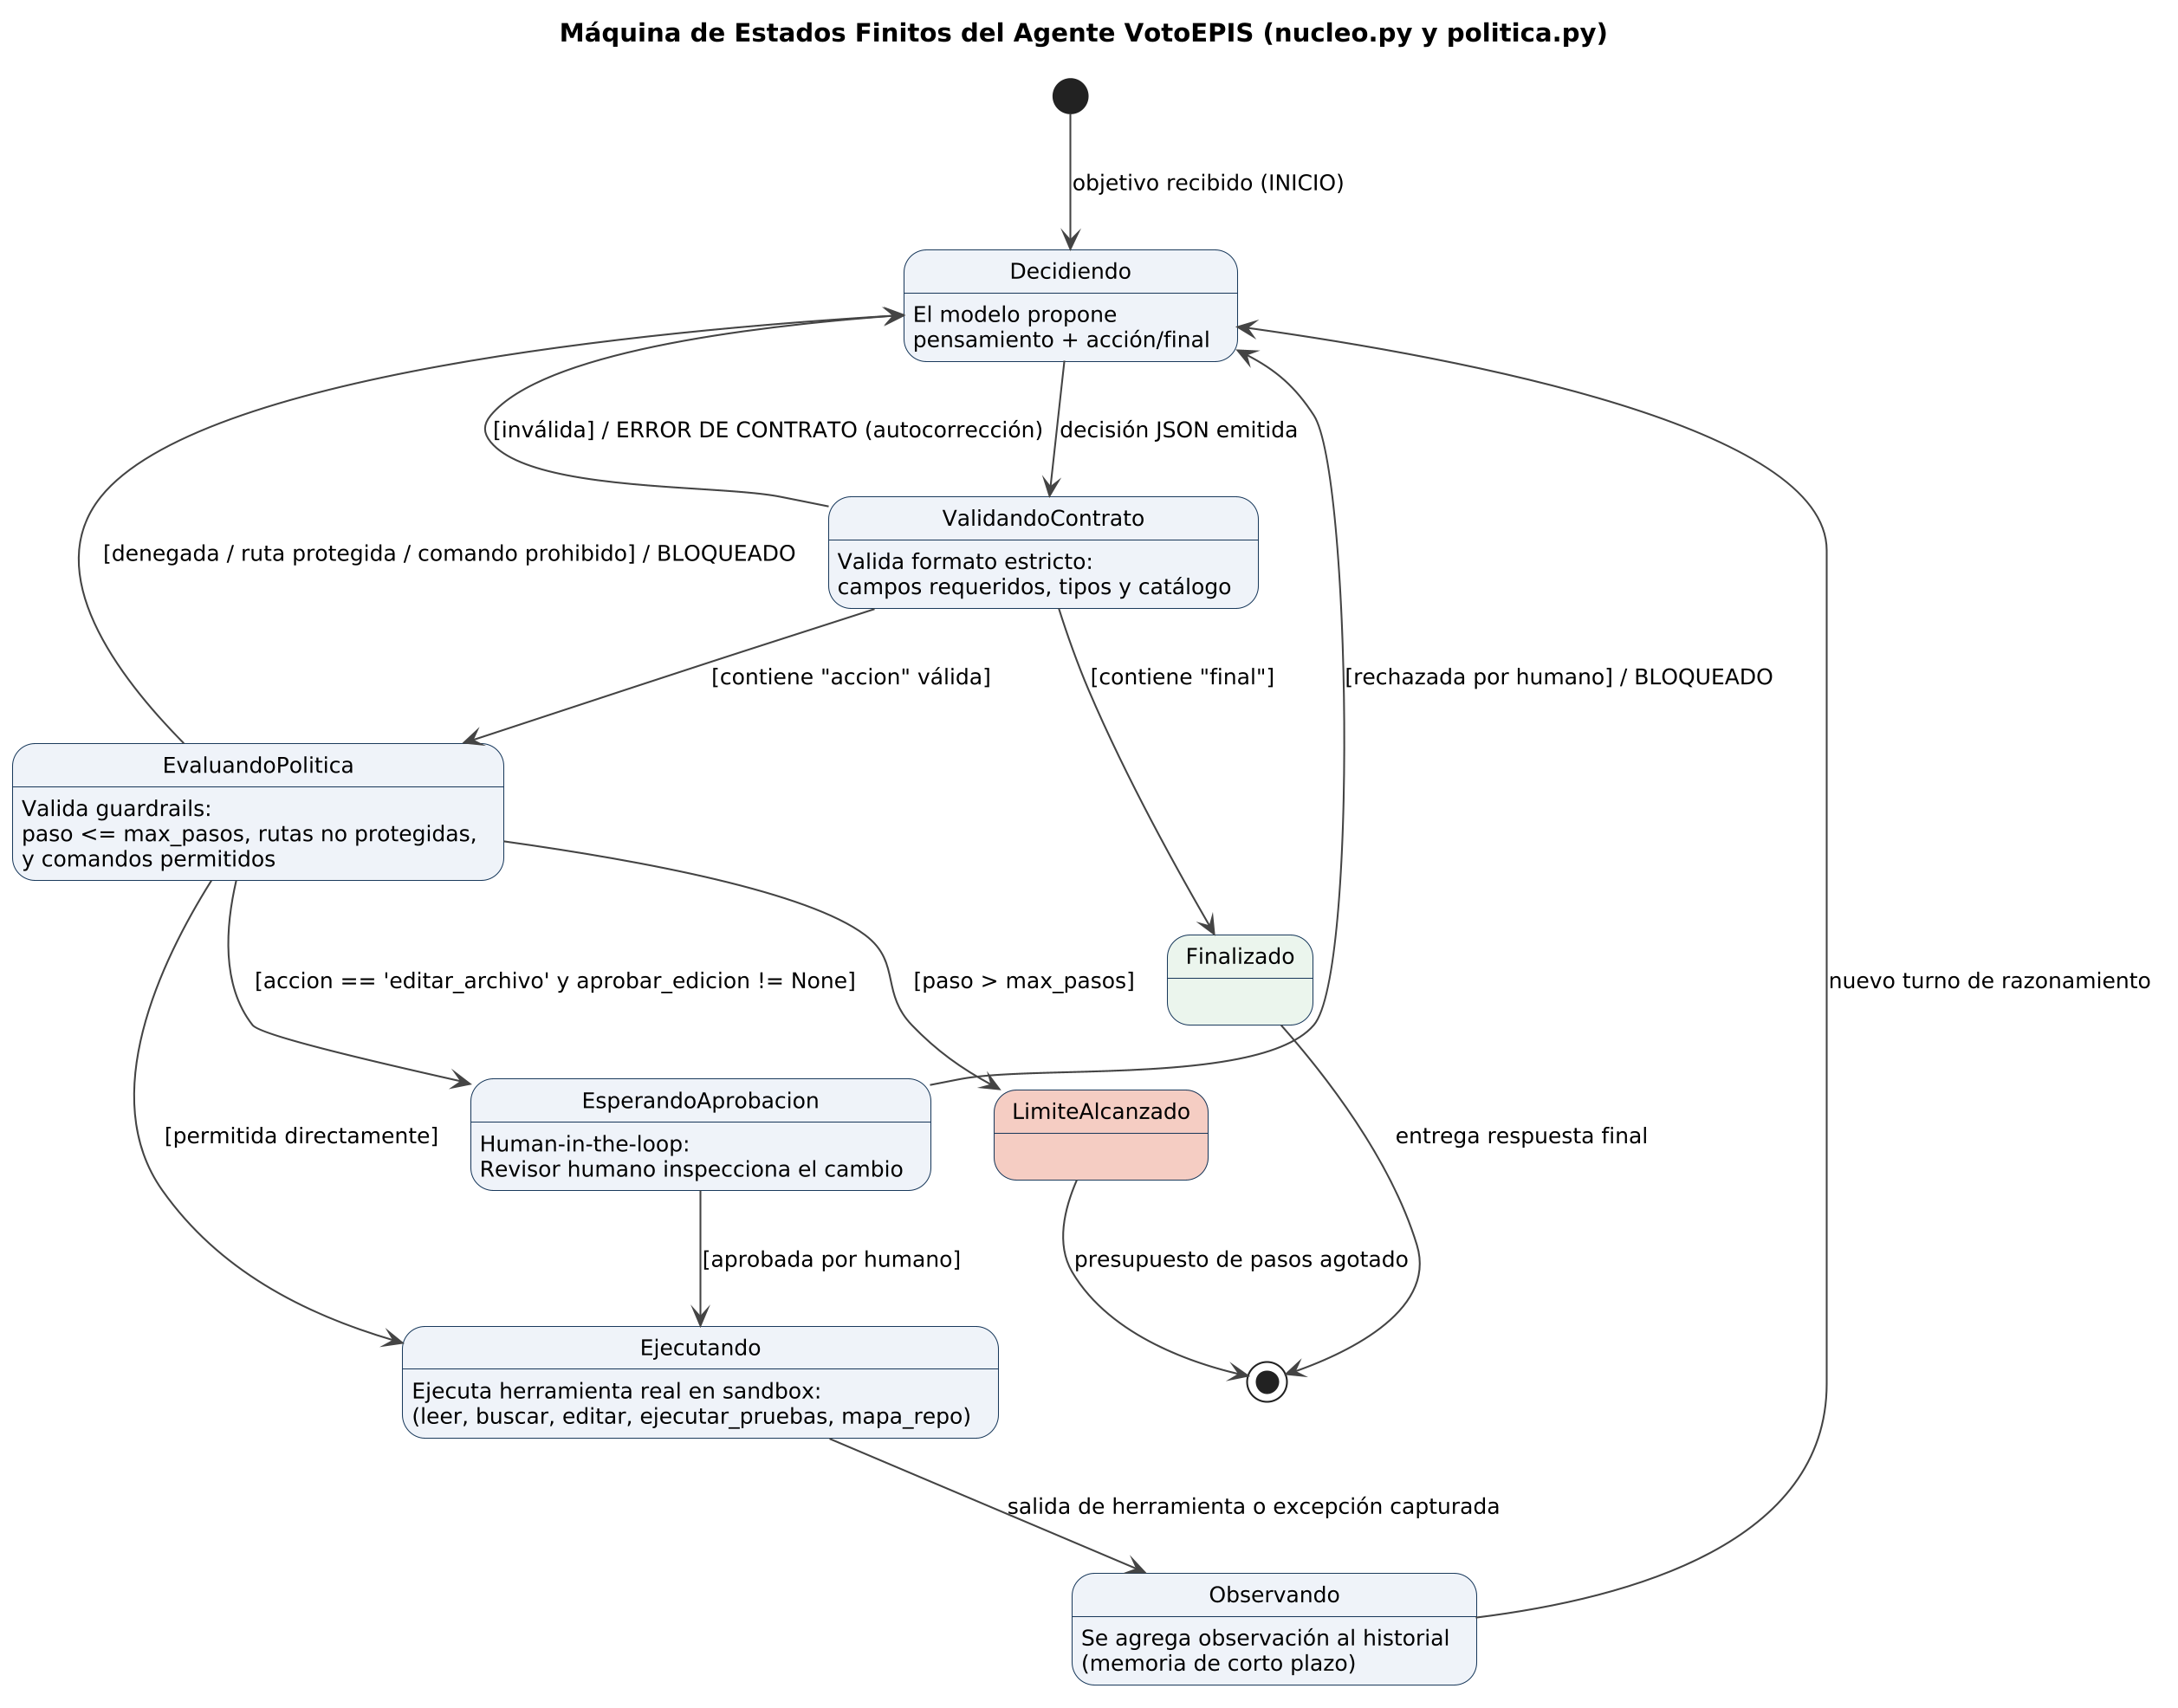 Máquina de Estados Finitos del Agente VotoEPIS (nucleo.py y politica.py)
objetivo recibido (INICIO)
Decidiendo
El modelo propone
pensamiento + acción/final
[inválida] / ERROR DE CONTRATO (autocorrección)
decisión JSON emitida
ValidandoContrato
Valida formato estricto:
campos requeridos, tipos y catálogo
[denegada / ruta protegida / comando prohibido] / BLOQUEADO
[contiene "accion" válida]
[contiene "final"]
[rechazada por humano] / BLOQUEADO
EvaluandoPolitica
Valida guardrails:
paso <= max_pasos, rutas no protegidas,
y comandos permitidos
[accion == 'editar_archivo' y aprobar_edicion != None]
[paso > max_pasos]
Finalizado
nuevo turno de razonamiento
EsperandoAprobacion
Human-in-the-loop:
Revisor humano inspecciona el cambio
LimiteAlcanzado
[permitida directamente]
entrega respuesta final
[aprobada por humano]
presupuesto de pasos agotado
Ejecutando
Ejecuta herramienta real en sandbox:
(leer, buscar, editar, ejecutar_pruebas, mapa_repo)
salida de herramienta o excepción capturada
Observando
Se agrega observación al historial
(memoria de corto plazo)